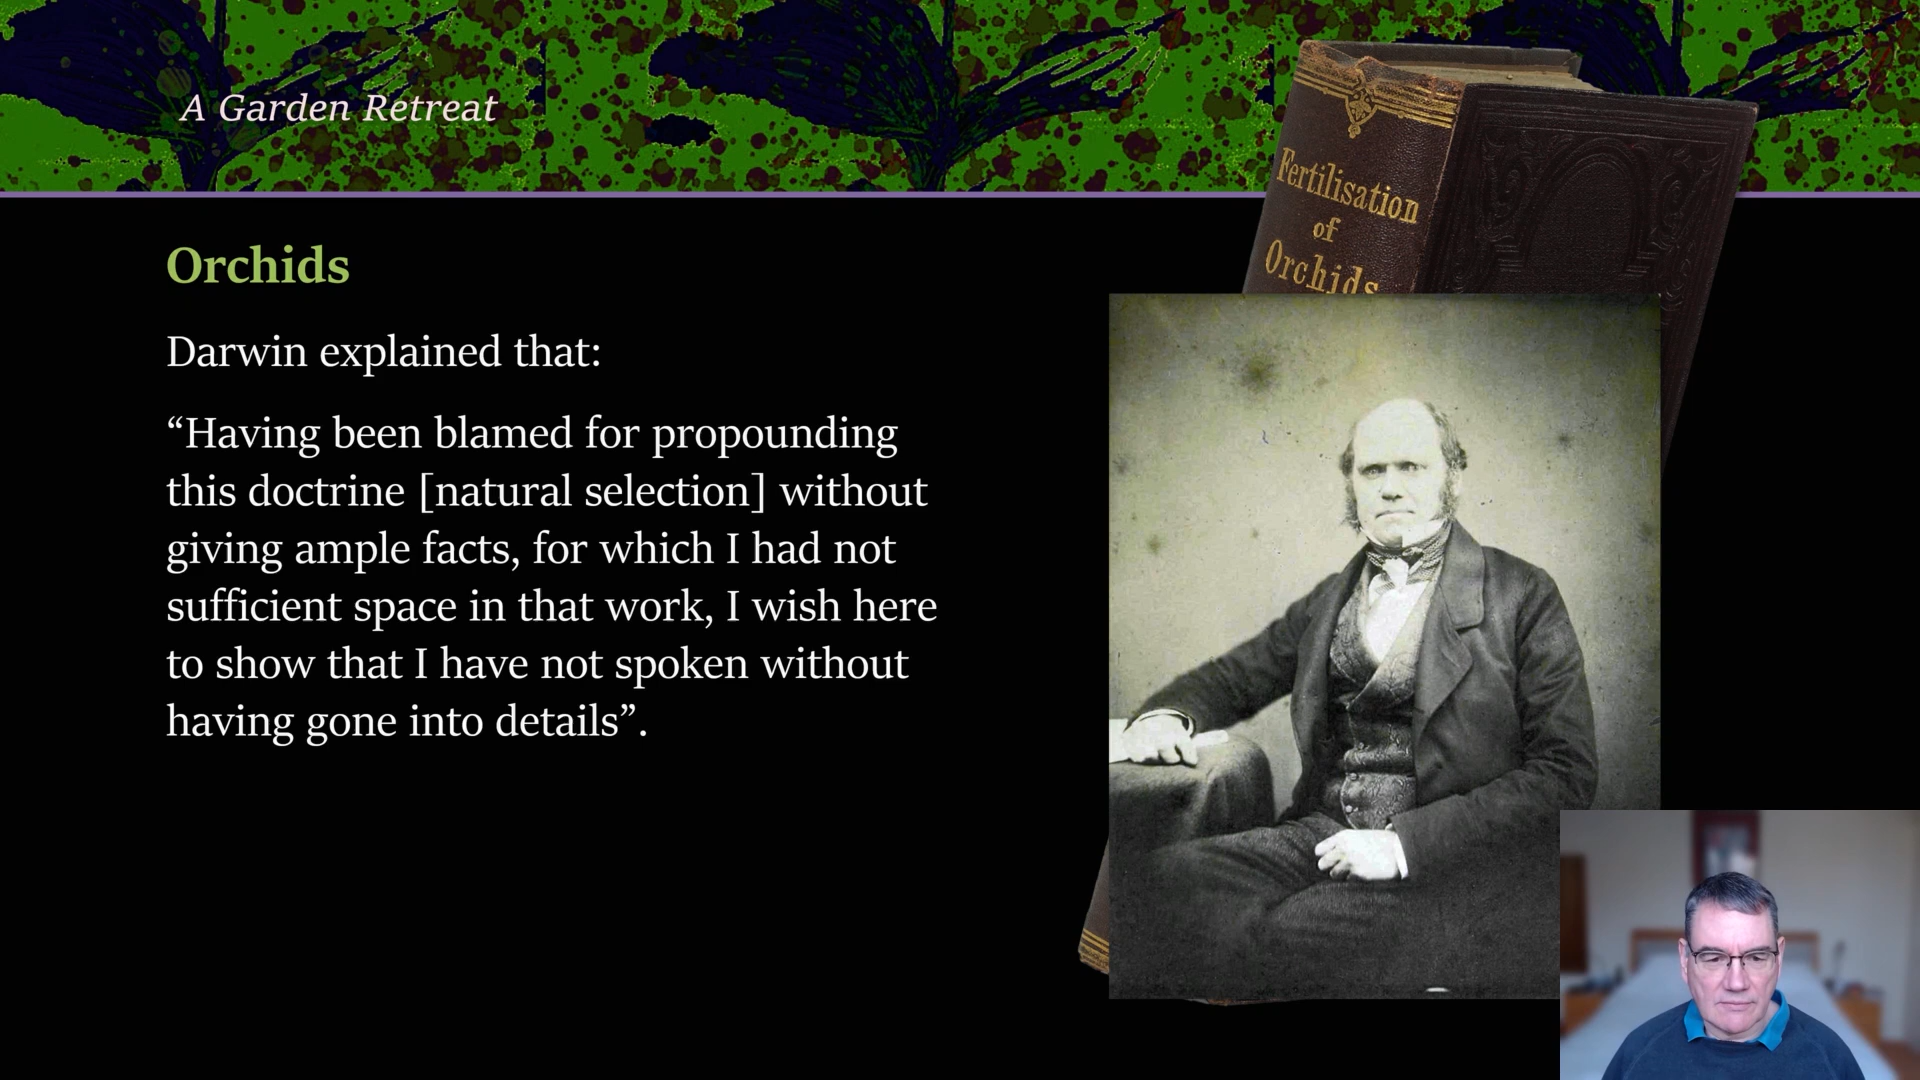 A Garden Retreat
Fertilisation
of
Orchids
Orchids
Darwin explained that:
“Having been blamed for propounding
this doctrine [natural selection] without
giving ample facts, for which I had not
sufficient space in that work, I wish here
to show that I have not spoken without
having gone into details”.